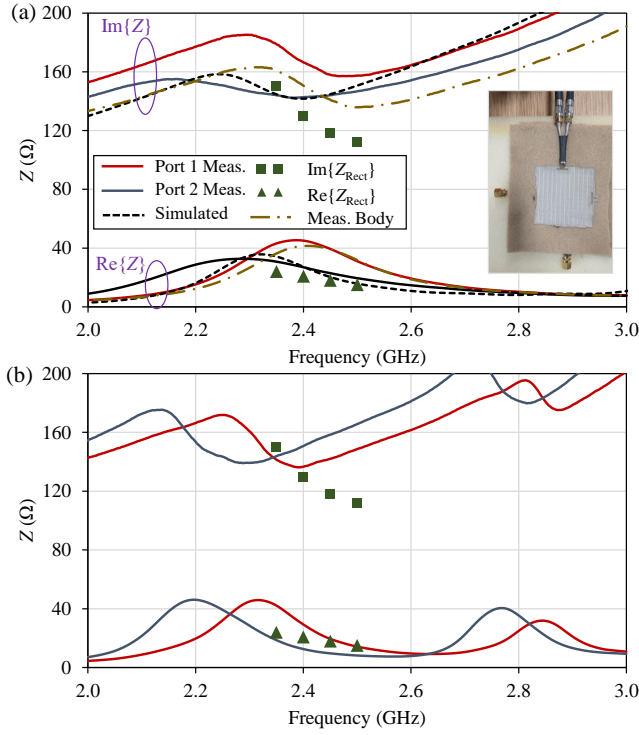 (a)
200
160
120
80
40
0
Z (Ω)
Im{Z}
Re{Z}
Port 1 Meas.
Port 2 Meas.
Simulated
Im{Z_Rect}
Re{Z_Rect}
Meas. Body
2.0 2.2 2.4 2.6 2.8 3.0
Frequency (GHz)
(b)
200
160
120
80
40
0
Z (Ω)
2.0 2.2 2.4 2.6 2.8 3.0
Frequency (GHz)